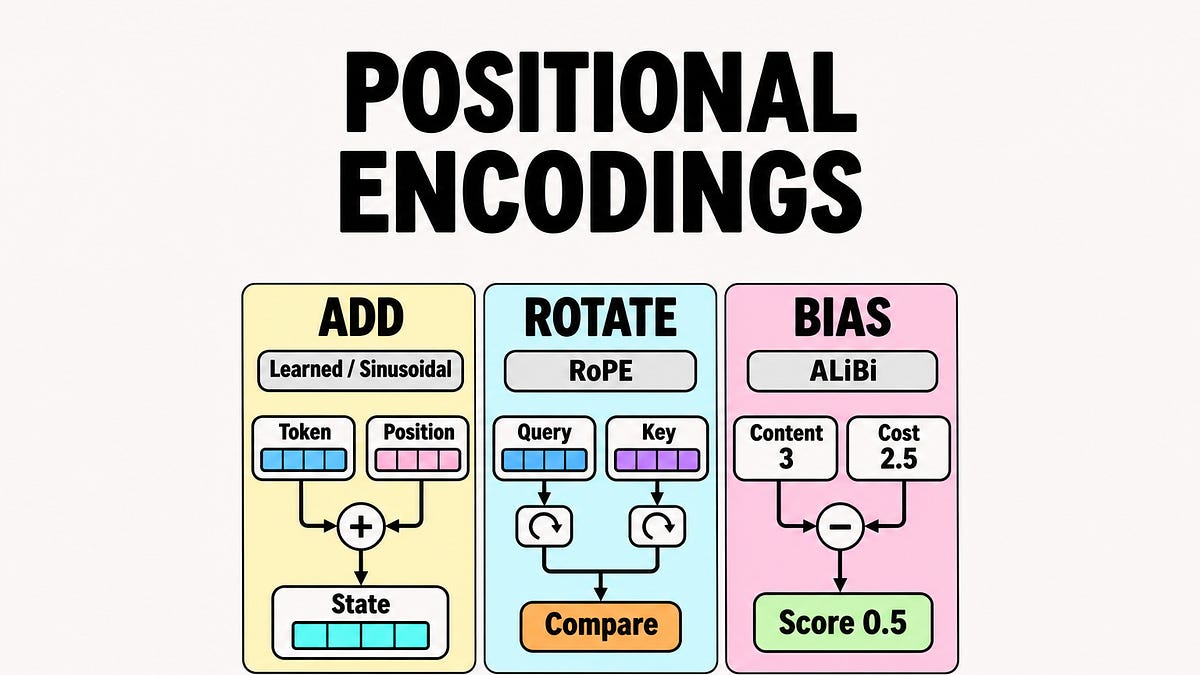 POSITIONAL
ENCODINGS
ADD
Learned / Sinusoidal
Token
Position
+
State
ROTATE
RoPE
Query
Key
Compare
BIAS
ALiBi
Content
3
Cost
2.5
−
Score 0.5